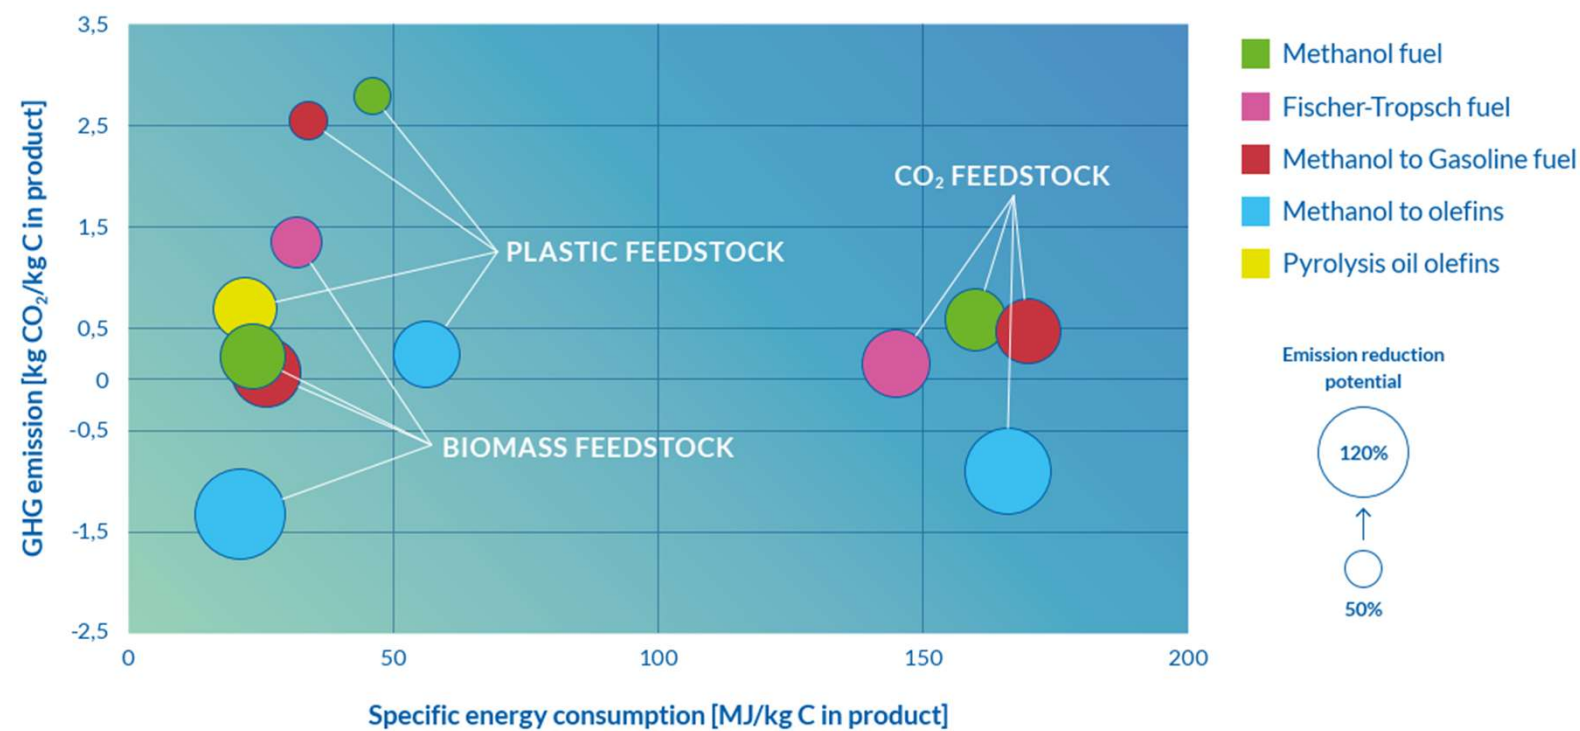 3,5
2,5
1,5
0,5
0
-0,5
-1,5
-2,5
GHG emission [kg CO₂/kg C in product]
0
50
100
150
200
Specific energy consumption [MJ/kg C in product]
PLASTIC FEEDSTOCK
CO₂ FEEDSTOCK
BIOMASS FEEDSTOCK
Methanol fuel
Fischer-Tropsch fuel
Methanol to Gasoline fuel
Methanol to olefins
Pyrolysis oil olefins
Emission reduction
potential
120%
50%